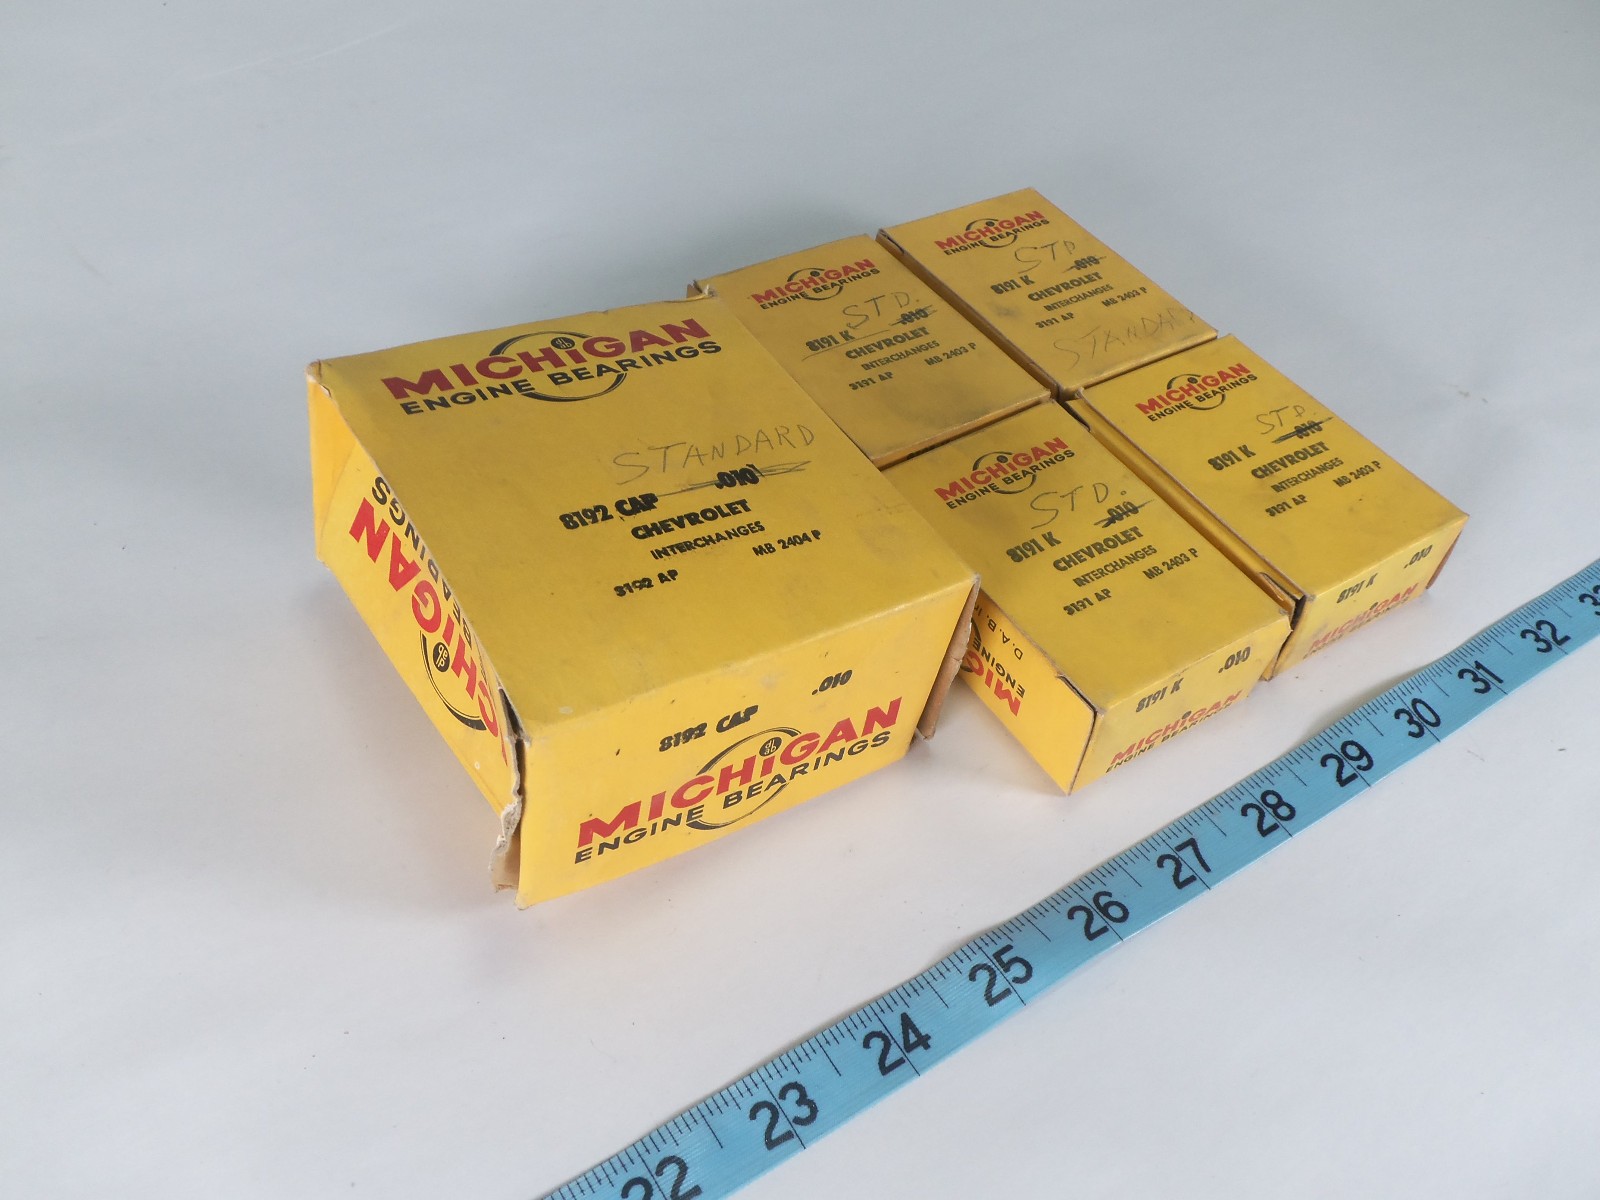 MICHiGAN
ENGINE BEARINGS
STANDARD
8192 CAP .010
CHEVROLET
INTERCHANGES
8192 AP MB 2404 P
8192 CAP .010
MICHiGAN
ENGINE BEARINGS
MICHiGAN
MICHiGAN
ENGINE BEARINGS
STD.
8191 K .010
CHEVROLET
INTERCHANGES
8191 AP MB 2403 P
MICHiGAN
ENGINE BEARINGS
STD
8191 K .010
CHEVROLET
INTERCHANGES
8191 AP MB 2403 P
STANDARD
MICHiGAN
ENGINE BEARINGS
STD.
8191 K .010
CHEVROLET
INTERCHANGES
8191 AP MB 2403 P
8191 K .010
MICHiGAN
ENGINE BEARINGS
D.A.B.
MIC
ENGINE
MICHiGAN
ENGINE BEARINGS
STD.
8191 K .010
CHEVROLET
INTERCHANGES
8191 AP MB 2403 P
8191 K .010
MICHiGAN
22 23 24 25 26 27 28 29 30 31 32